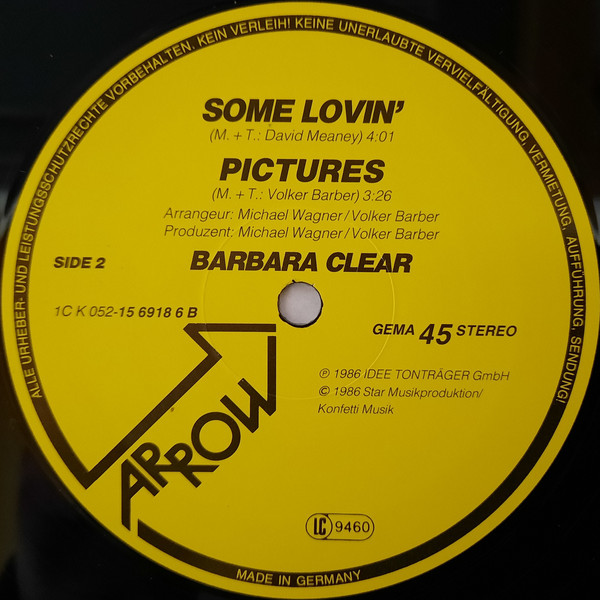 ALLE URHEBER- UND LEISTUNGSSCHUTZRECHTE VORBEHALTEN. KEIN VERLEIH! KEINE UNERLAUBTE VERVIELFÄLTIGUNG, VERMIETUNG, AUFFÜHRUNG, SENDUNG!
SOME LOVIN'
(M. + T.: David Meaney) 4:01
PICTURES
(M. + T.: Volker Barber) 3:26
Arrangeur: Michael Wagner/Volker Barber
Produzent: Michael Wagner/Volker Barber
SIDE 2
BARBARA CLEAR
1C K 052-15 6918 6 B
GEMA 45 STEREO
℗ 1986 IDEE TONTRÄGER GmbH
© 1986 Star Musikproduktion/
Konfetti Musik
ARROW
LC 9460
MADE IN GERMANY